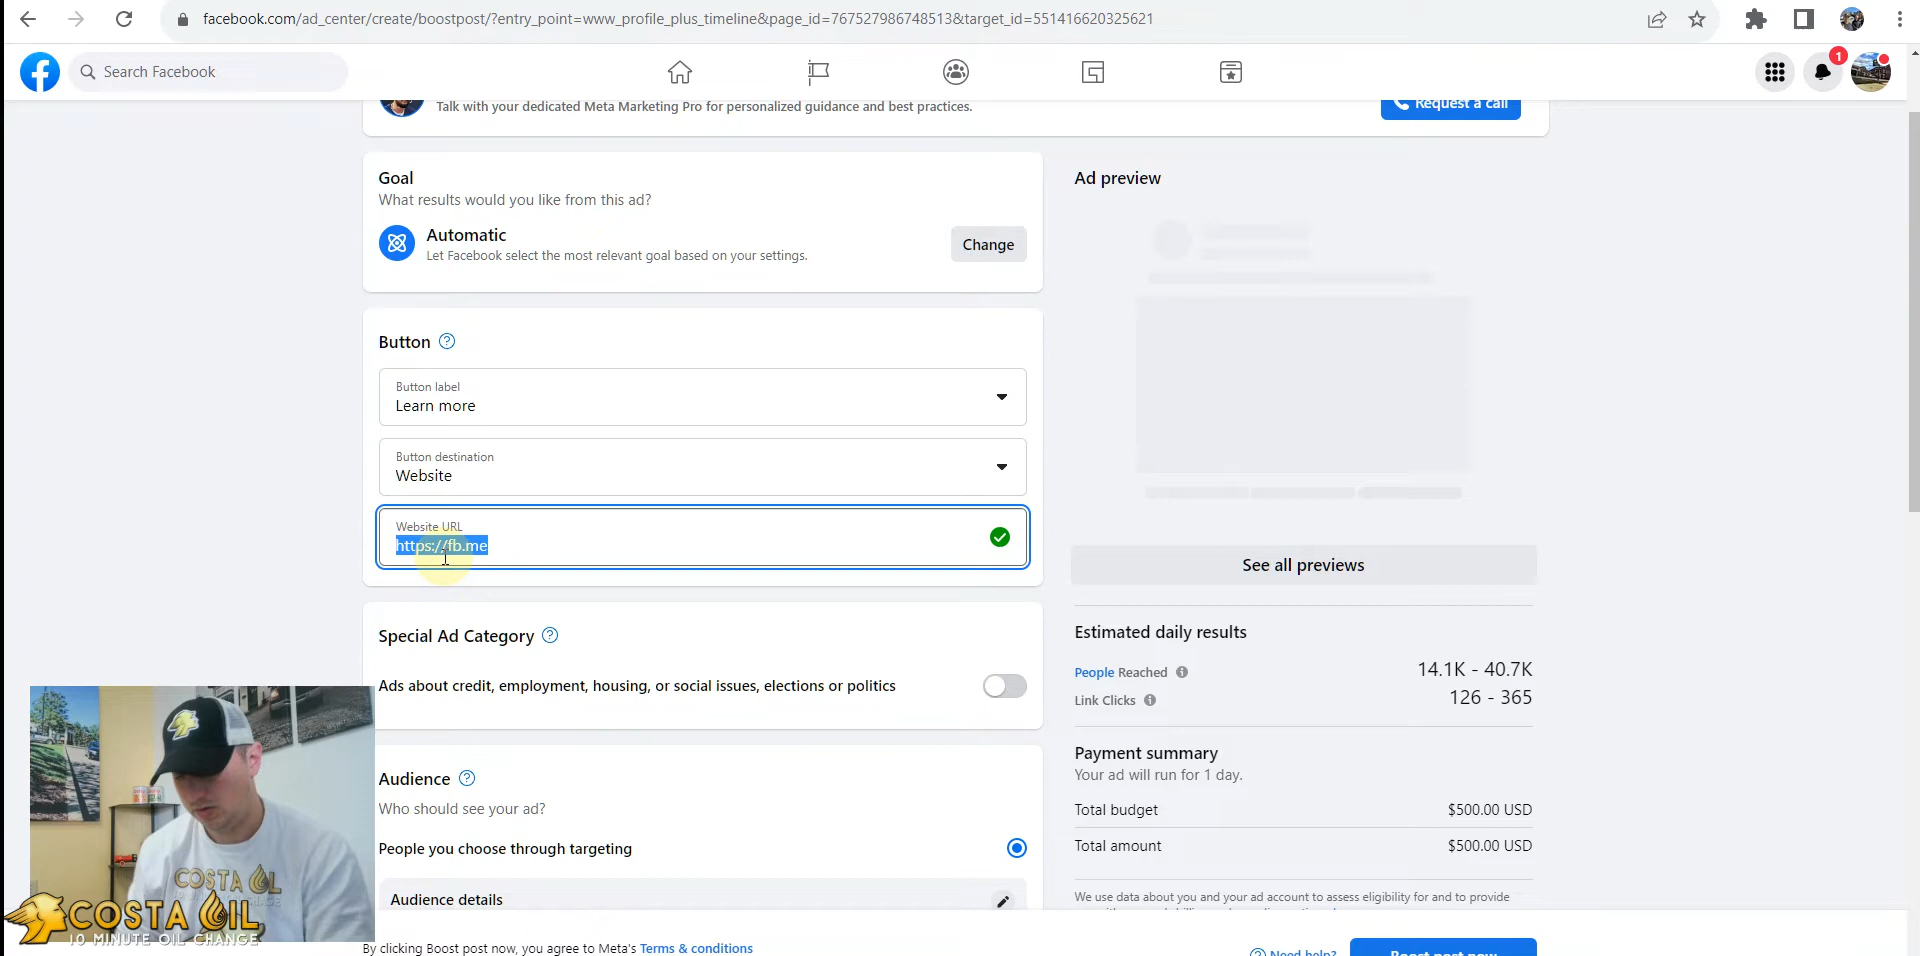 facebook.com/ad_center/create/boostpost/?entry_point=www_profile_plus_timeline&page_id=767527986748513&target_id=551416620325621
Search Facebook
1
Talk with your dedicated Meta Marketing Pro for personalized guidance and best practices.
Request a call
Goal
What results would you like from this ad?
Automatic
Let Facebook select the most relevant goal based on your settings.
Change
Button
Button label
Learn more
Button destination
Website
Website URL
https://fb.me
Special Ad Category
Ads about credit, employment, housing, or social issues, elections or politics
Audience
Who should see your ad?
People you choose through targeting
Audience details
By clicking Boost post now, you agree to Meta's Terms & conditions
Ad preview
See all previews
Estimated daily results
People Reached 14.1K - 40.7K
Link Clicks 126 - 365
Payment summary
Your ad will run for 1 day.
Total budget $500.00 USD
Total amount $500.00 USD
We use data about you and your ad account to assess eligibility for and to provide
Need help?
Boost post now
COSTA OIL
COSTA OIL
10 MINUTE OIL CHANGE